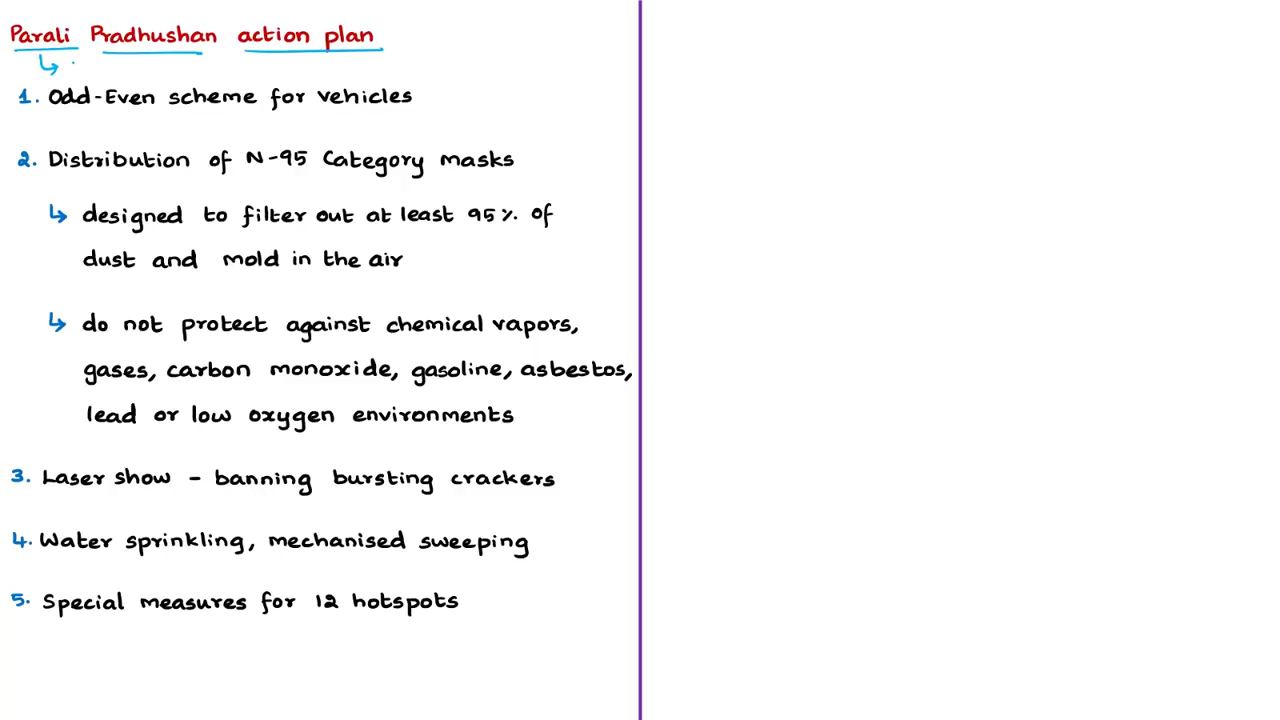 Parali Pradhushan action plan
1. Odd-Even scheme for vehicles
2. Distribution of N-95 Category masks
↳ designed to filter out at least 95% of
dust and mold in the air
↳ do not protect against chemical vapors,
gases, carbon monoxide, gasoline, asbestos,
lead or low oxygen environments
3. Laser show - banning bursting crackers
4. Water sprinkling, mechanised sweeping
5. Special measures for 12 hotspots